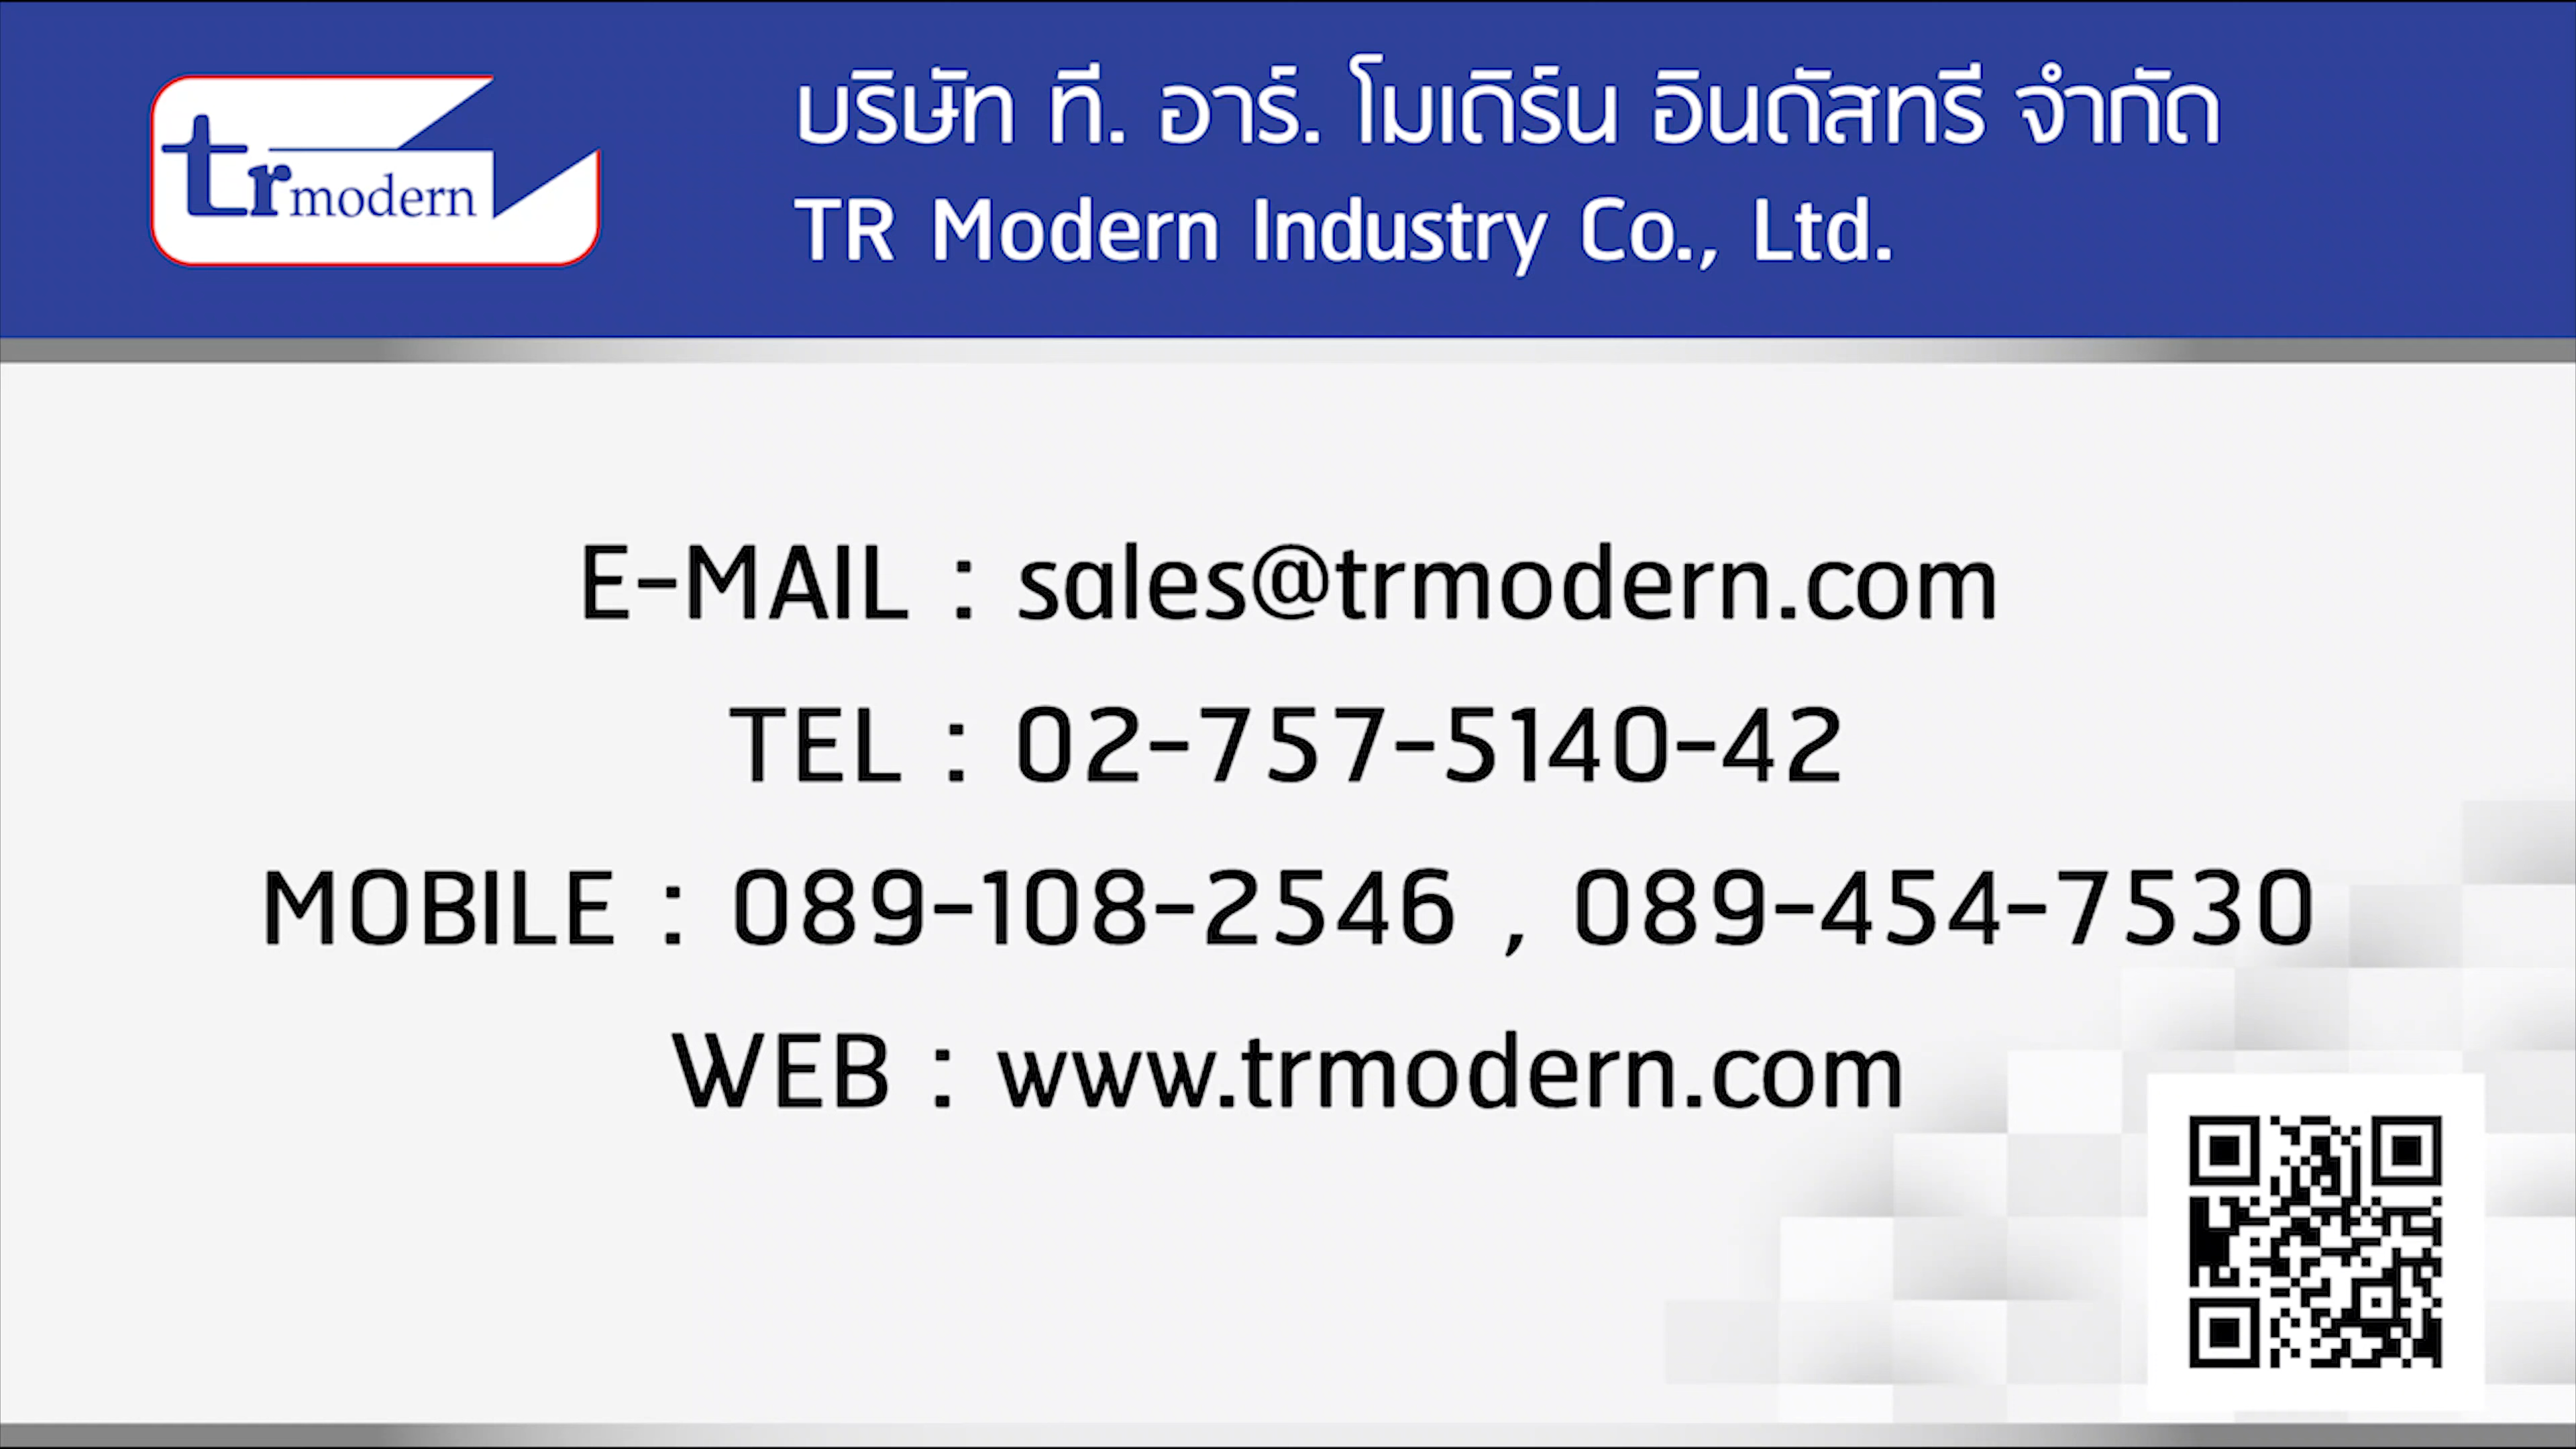 tr modern
บริษัท ที. อาร์. โมเดิร์น อินดัสทรี จำกัด
TR Modern Industry Co., Ltd.
E-MAIL : sales@trmodern.com
TEL : 02-757-5140-42
MOBILE : 089-108-2546 , 089-454-7530
WEB : www.trmodern.com